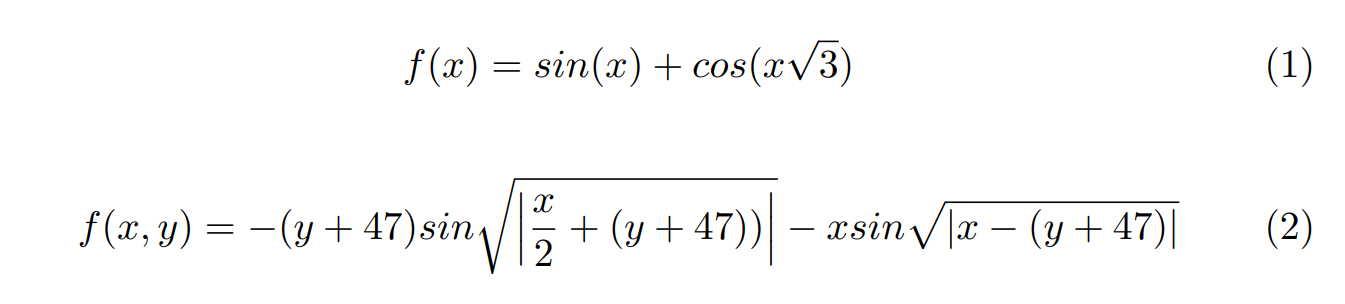 f(x) = sin(x) + cos(x√3) (1)
f(x, y) = −(y + 47)sin√|x/2 + (y + 47))| − xsin√|x − (y + 47)| (2)